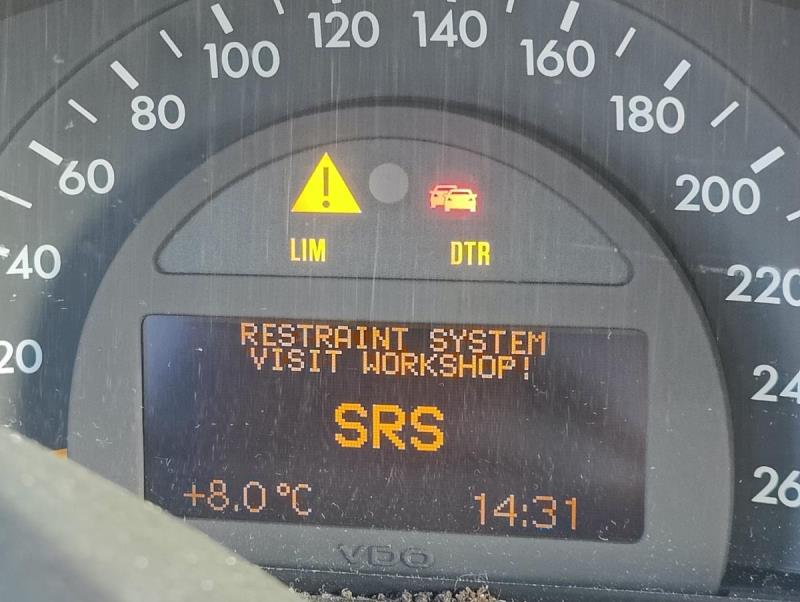 120 140
100 160
80 180
60 200
40 220
20 24
26
LIM DTR
RESTRAINT SYSTEM
VISIT WORKSHOP!
SRS
+8.0 °C 14:31
VDO